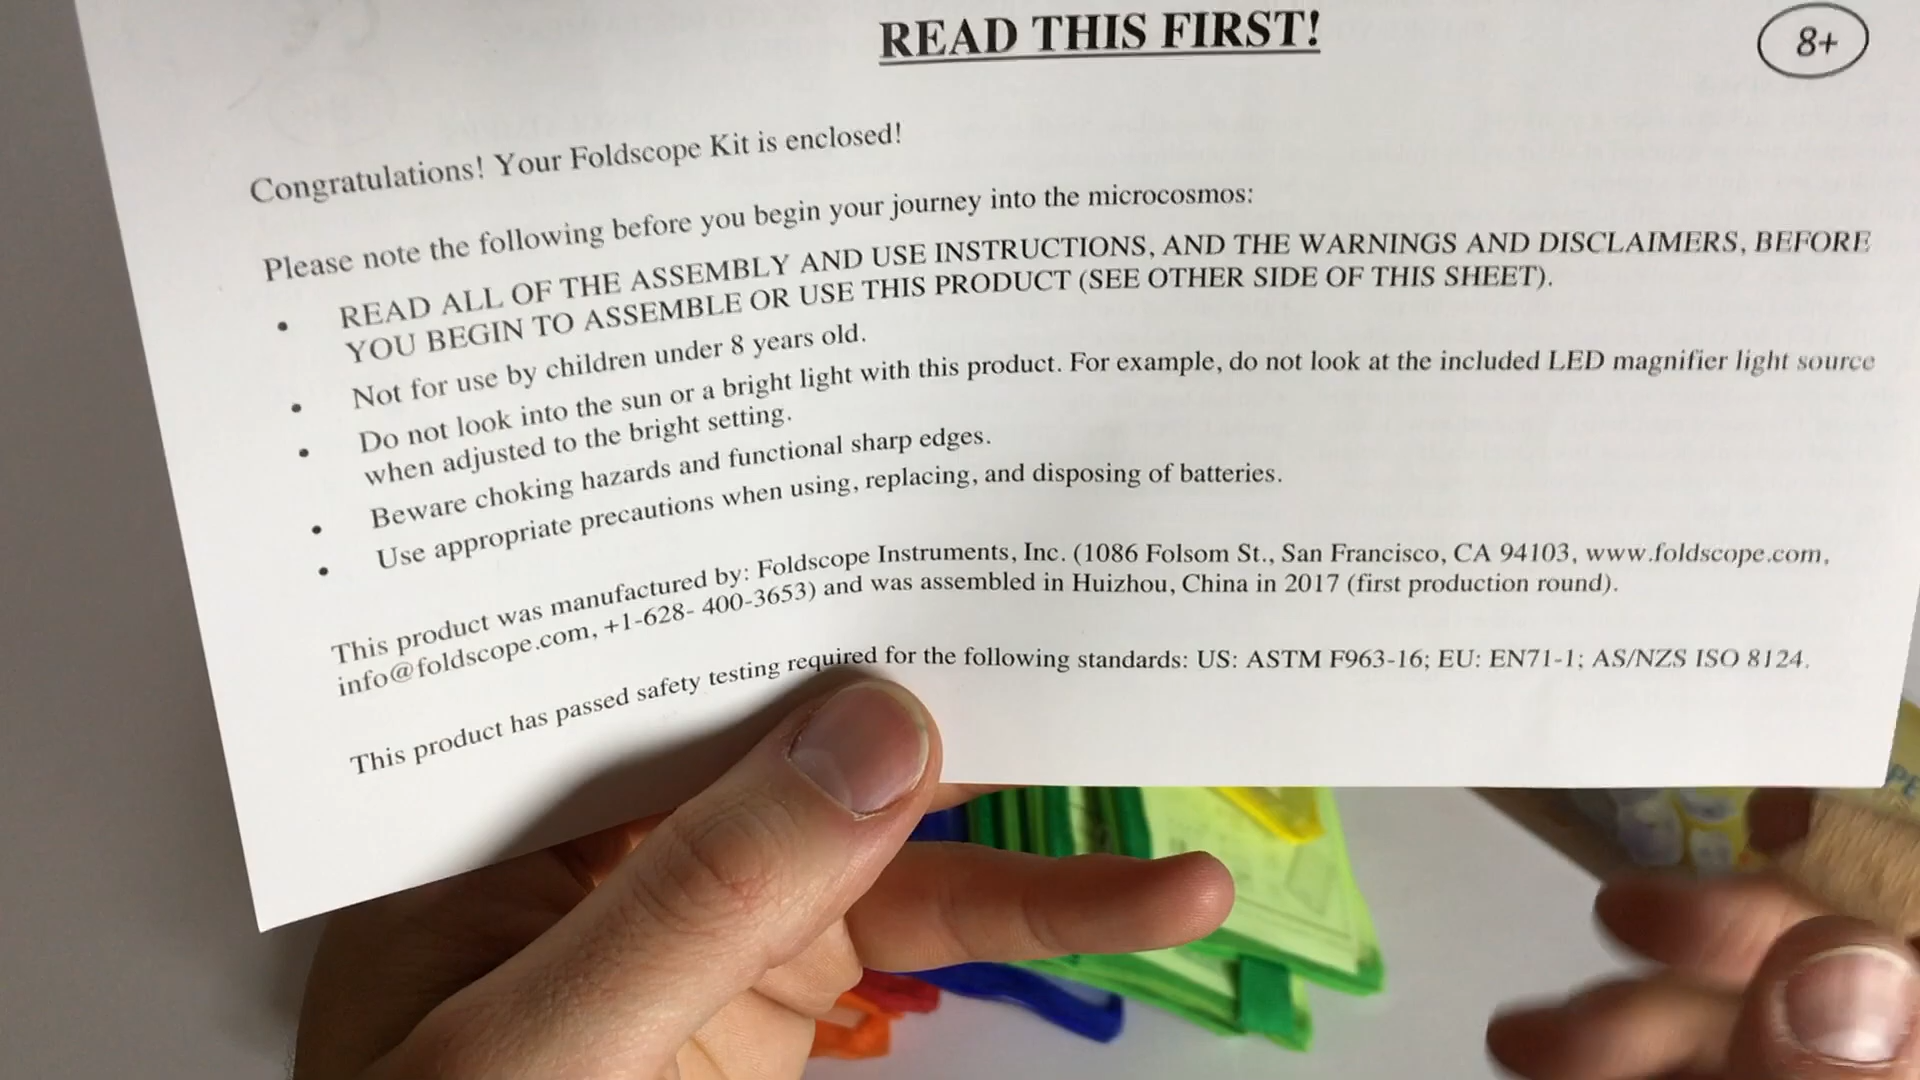 READ THIS FIRST!
8+
Congratulations! Your Foldscope Kit is enclosed!
Please note the following before you begin your journey into the microcosmos:
• READ ALL OF THE ASSEMBLY AND USE INSTRUCTIONS, AND THE WARNINGS AND DISCLAIMERS, BEFORE
YOU BEGIN TO ASSEMBLE OR USE THIS PRODUCT (SEE OTHER SIDE OF THIS SHEET).
• Not for use by children under 8 years old.
• Do not look into the sun or a bright light with this product. For example, do not look at the included LED magnifier light source
when adjusted to the bright setting.
• Beware choking hazards and functional sharp edges.
• Use appropriate precautions when using, replacing, and disposing of batteries.
This product was manufactured by: Foldscope Instruments, Inc. (1086 Folsom St., San Francisco, CA 94103, www.foldscope.com,
info@foldscope.com, +1-628- 400-3653) and was assembled in Huizhou, China in 2017 (first production round).
This product has passed safety testing required for the following standards: US: ASTM F963-16; EU: EN71-1; AS/NZS ISO 8124.